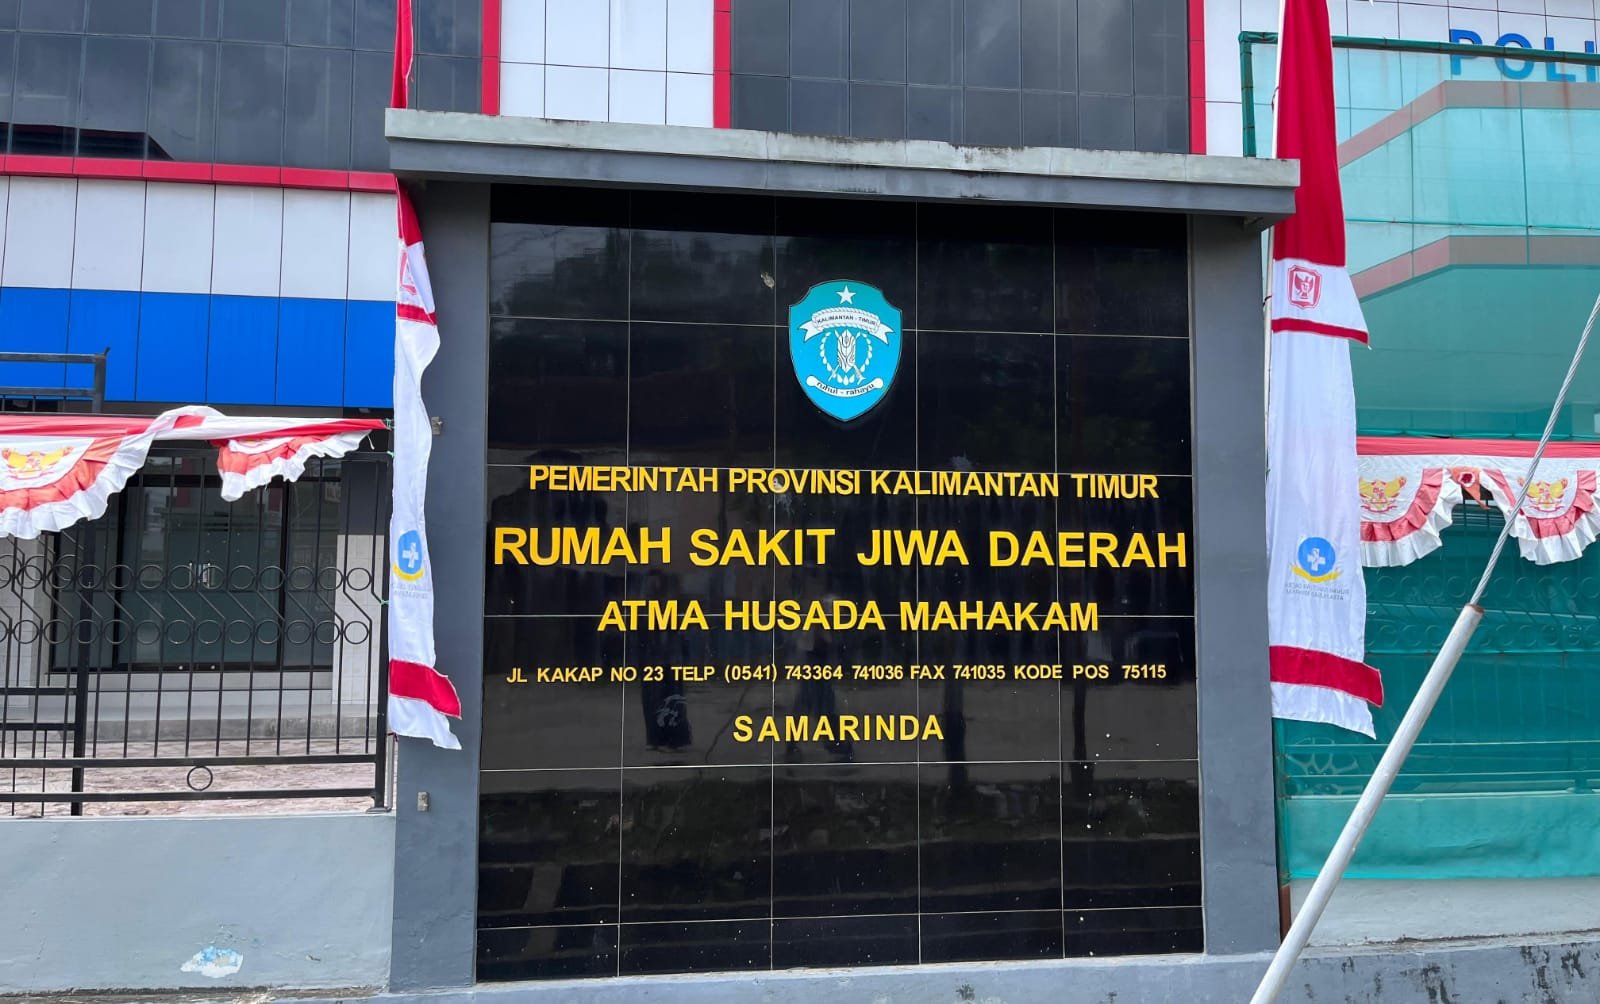 POLI
KALIMANTAN - TIMUR
ruhui - rahayu
PEMERINTAH PROVINSI KALIMANTAN TIMUR
RUMAH SAKIT JIWA DAERAH
ATMA HUSADA MAHAKAM
JL KAKAP NO 23 TELP (0541) 743364 741036 FAX 741035 KODE POS 75115
SAMARINDA